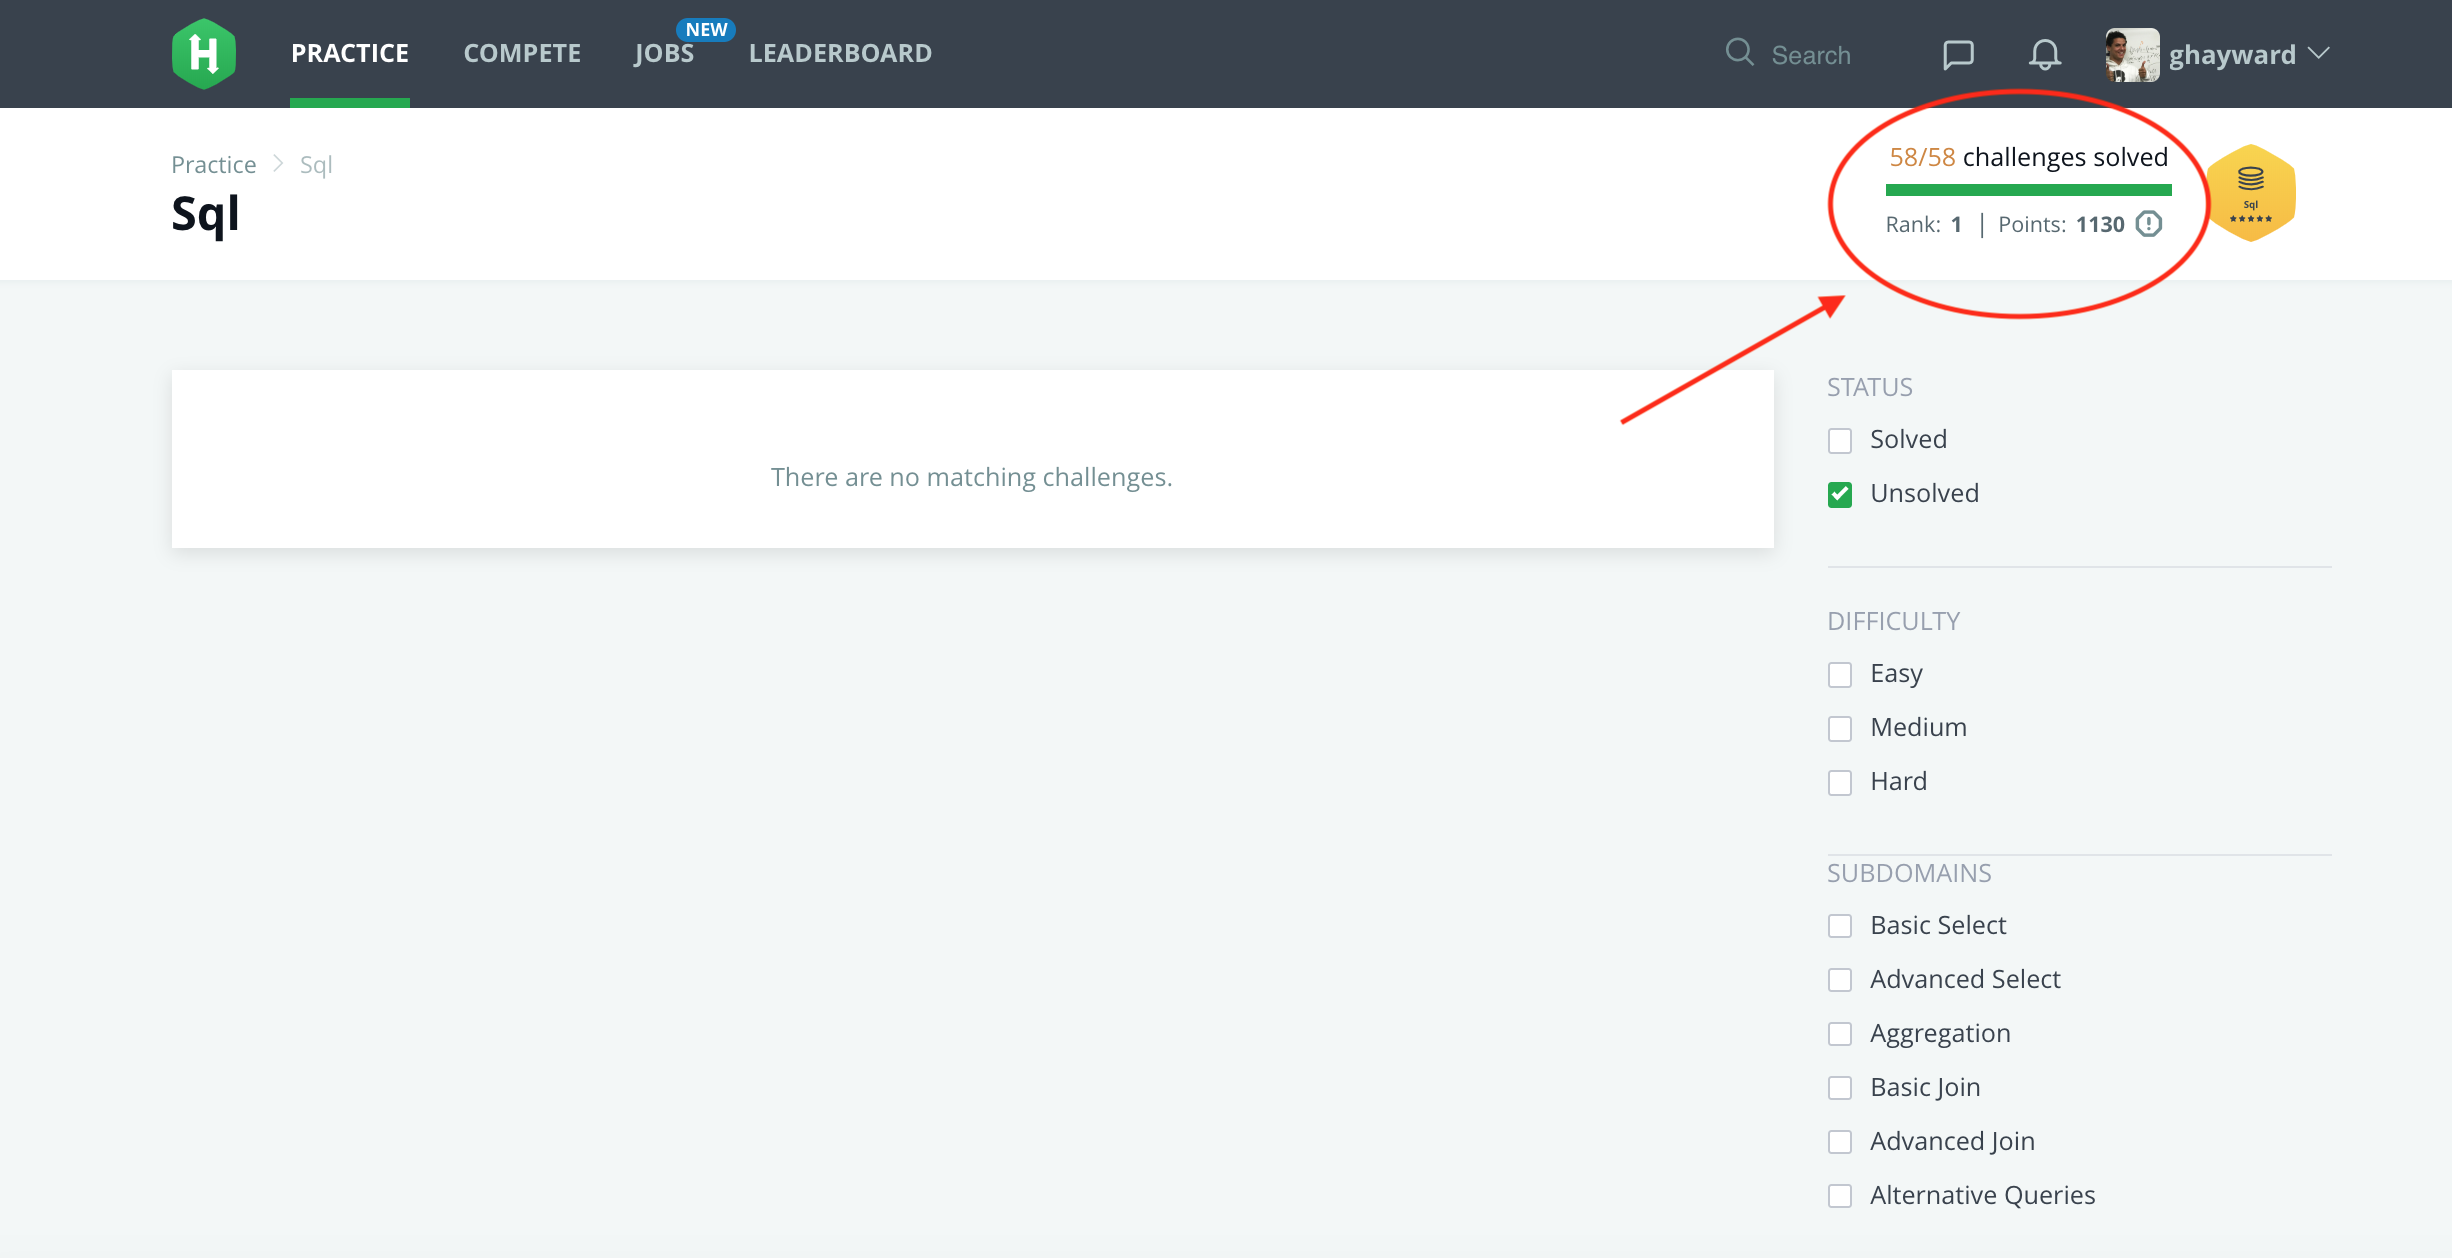 H
PRACTICE
COMPETE
JOBS
NEW
LEADERBOARD
Search
ghayward
Practice > Sql
Sql
58/58 challenges solved
Rank: 1 | Points: 1130
Sql
There are no matching challenges.
STATUS
Solved
Unsolved
DIFFICULTY
Easy
Medium
Hard
SUBDOMAINS
Basic Select
Advanced Select
Aggregation
Basic Join
Advanced Join
Alternative Queries